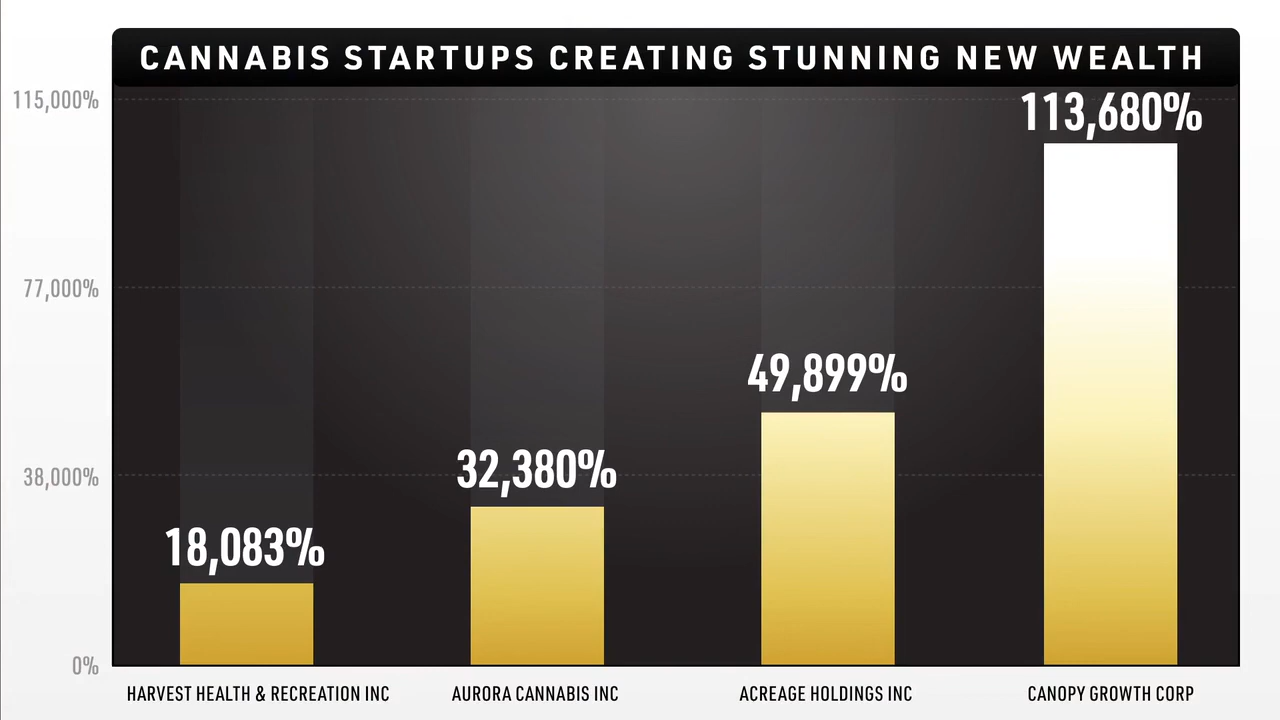 CANNABIS STARTUPS CREATING STUNNING NEW WEALTH
115,000%
113,680%
77,000%
49,899%
38,000%
32,380%
18,083%
0%
HARVEST HEALTH & RECREATION INC
AURORA CANNABIS INC
ACREAGE HOLDINGS INC
CANOPY GROWTH CORP